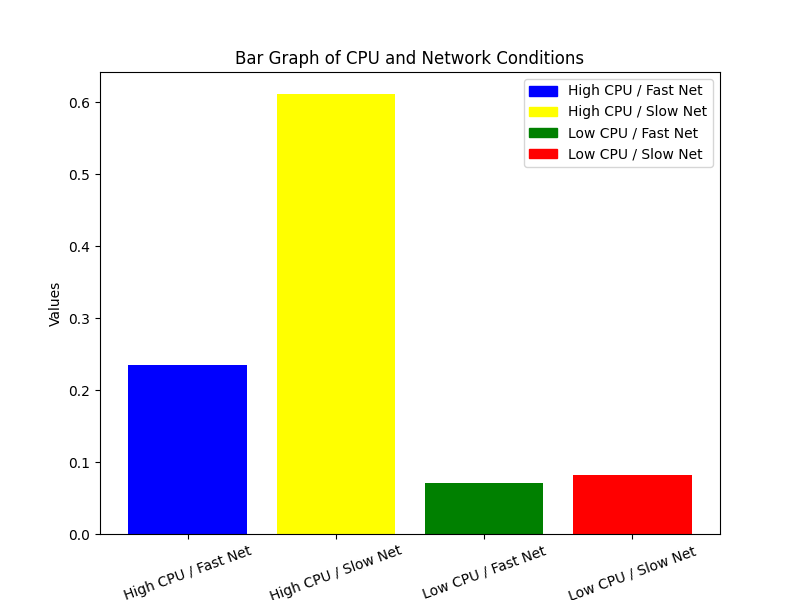 Bar Graph of CPU and Network Conditions
High CPU / Fast Net
High CPU / Slow Net
Low CPU / Fast Net
Low CPU / Slow Net
Values
0.6
0.5
0.4
0.3
0.2
0.1
0.0
High CPU / Fast Net
High CPU / Slow Net
Low CPU / Fast Net
Low CPU / Slow Net